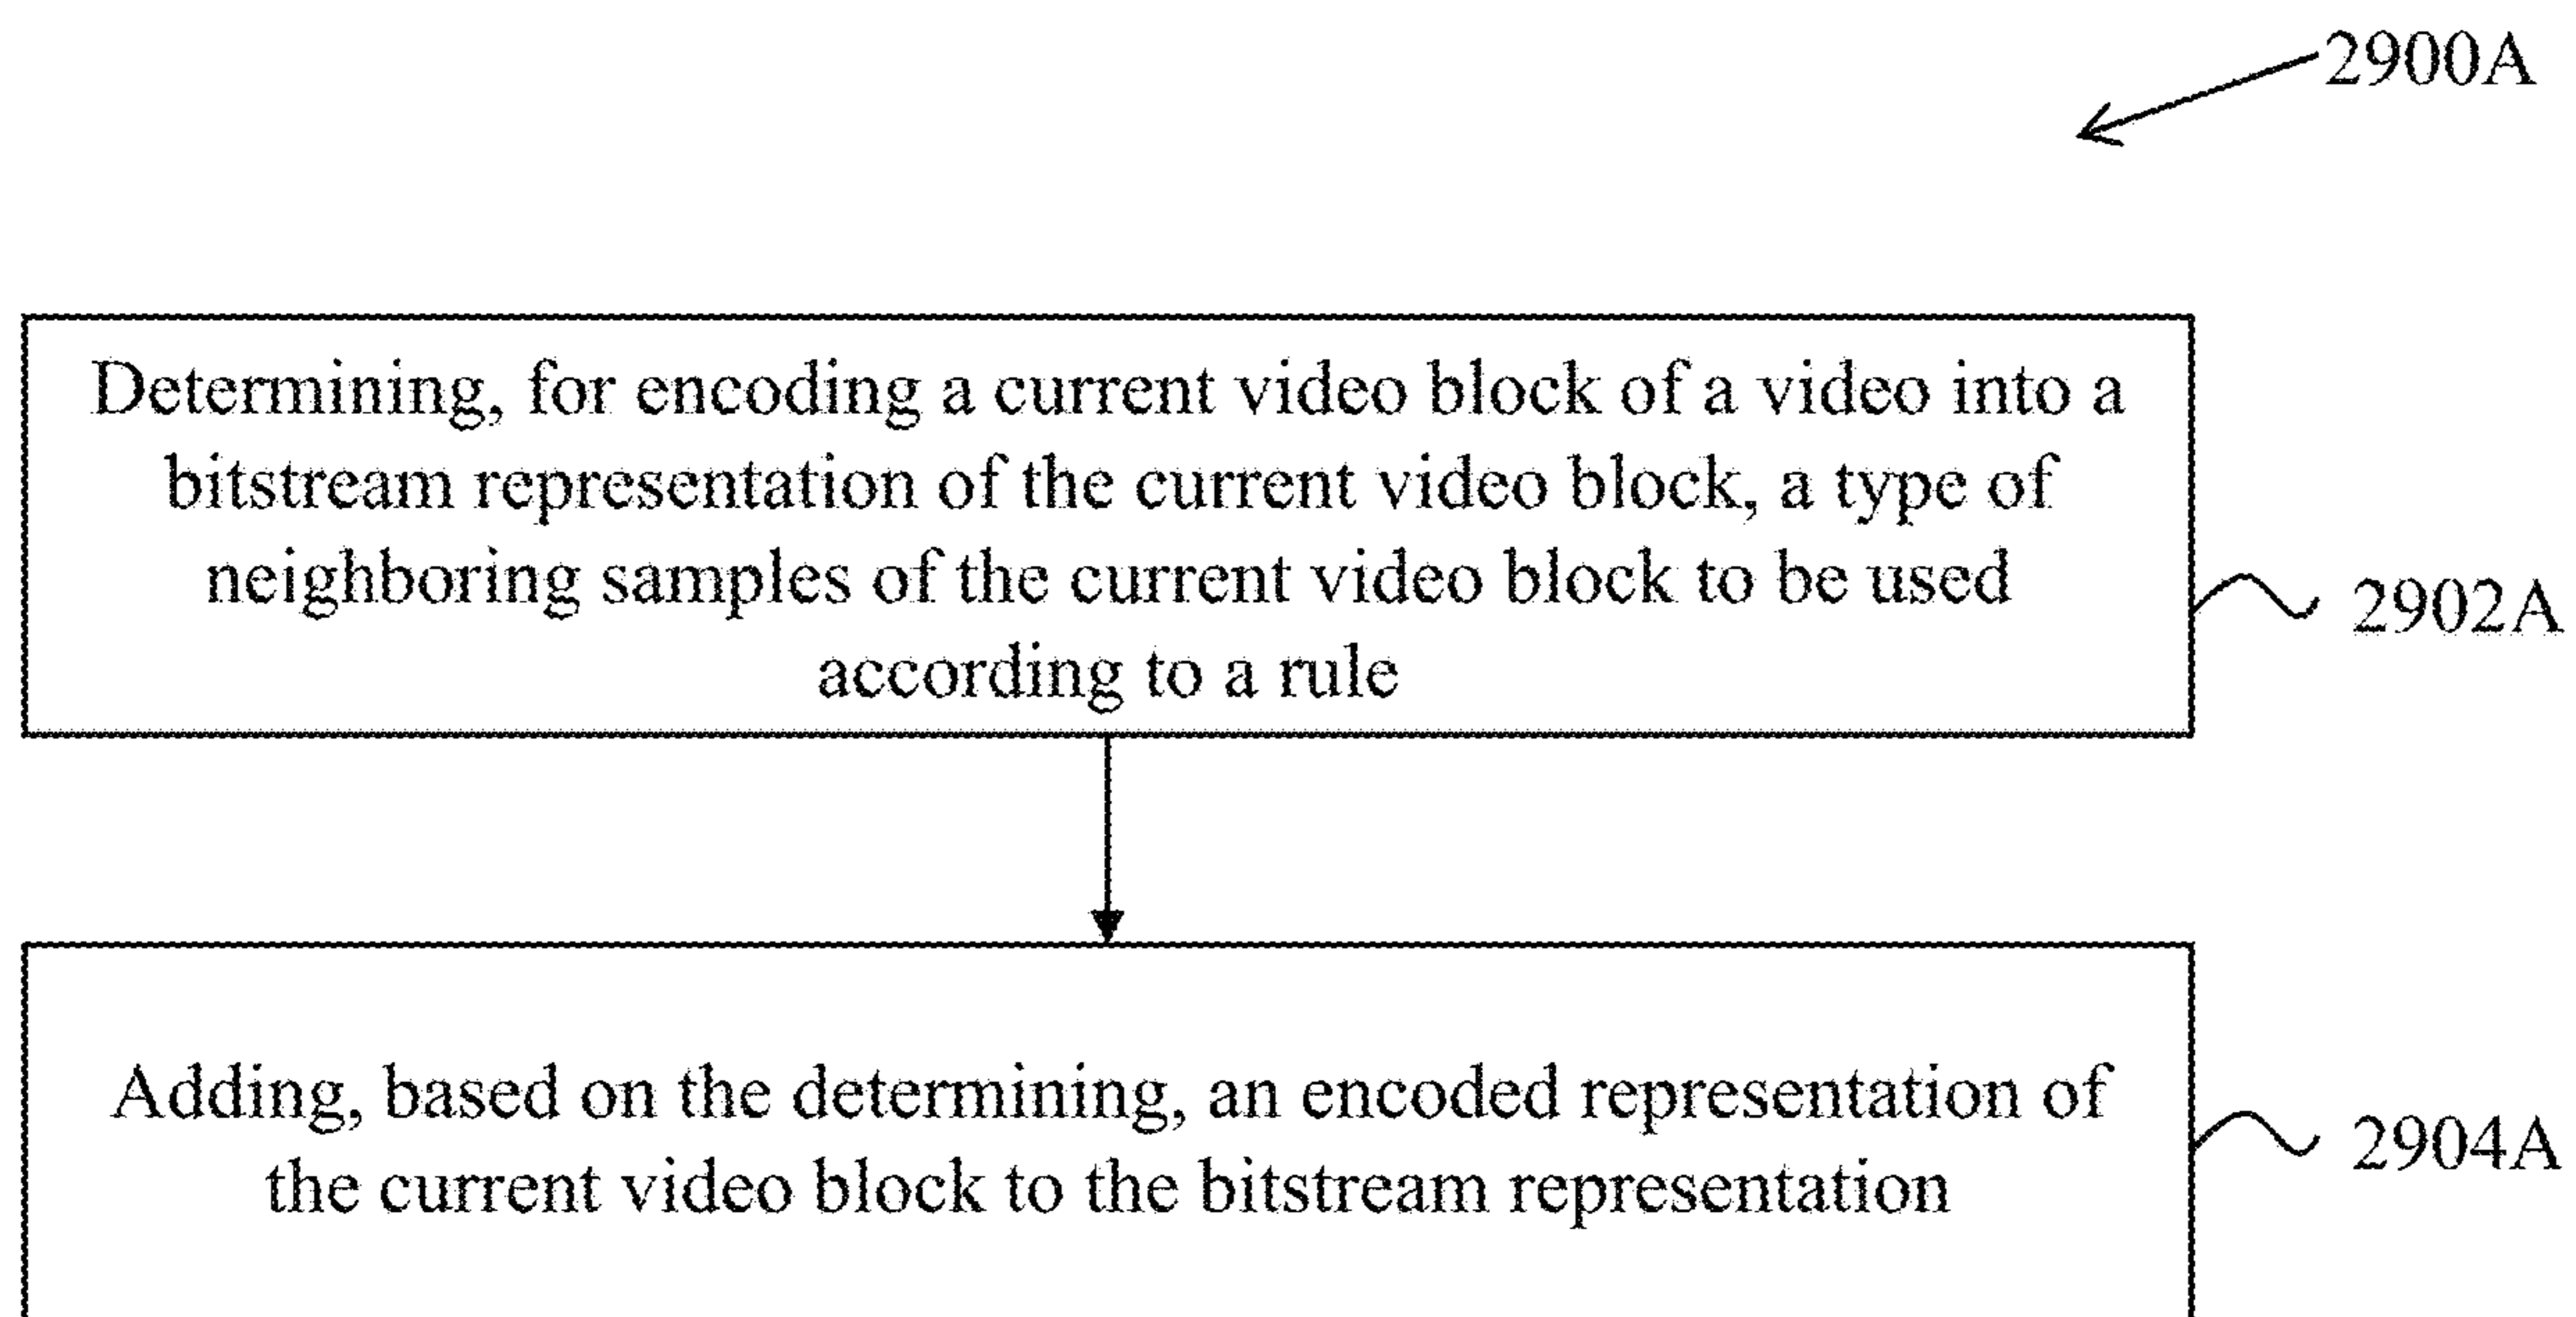 2900A
Determining, for encoding a current video block of a video into a
bitstream representation of the current video block, a type of
neighboring samples of the current video block to be used
according to a rule
2902A
Adding, based on the determining, an encoded representation of
the current video block to the bitstream representation
2904A